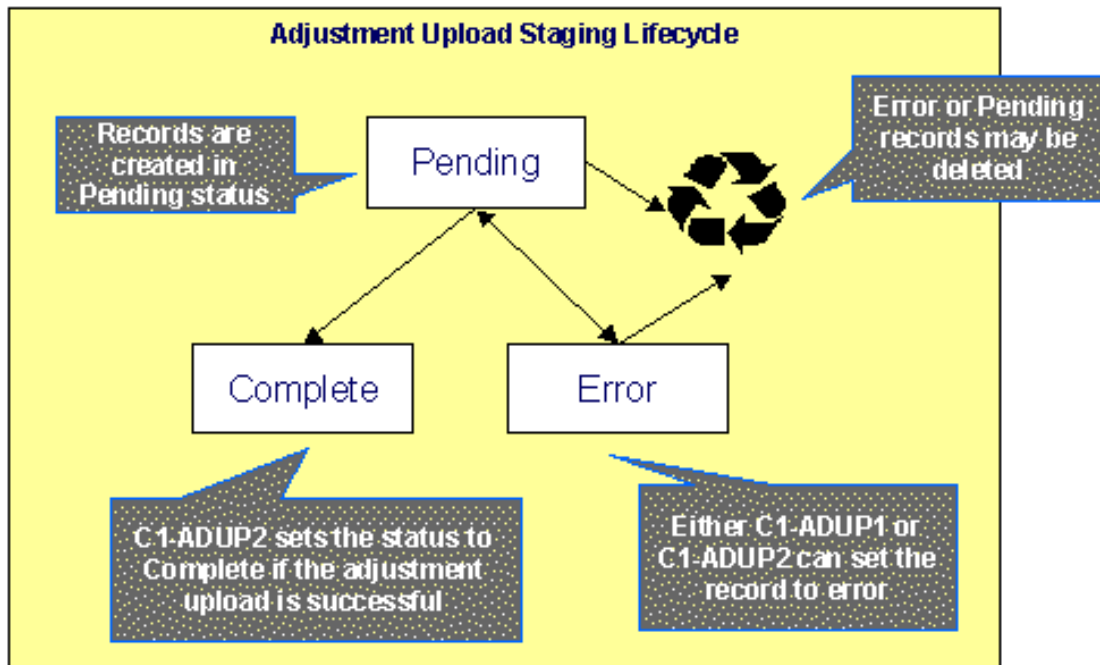 Adjustment Upload Staging Lifecycle
Records are
created in
Pending status
Pending
Error or Pending
records may be
deleted
Complete
Error
C1-ADUP2 sets the status to
Complete if the adjustment
upload is successful
Either C1-ADUP1 or
C1-ADUP2 can set the
record to error